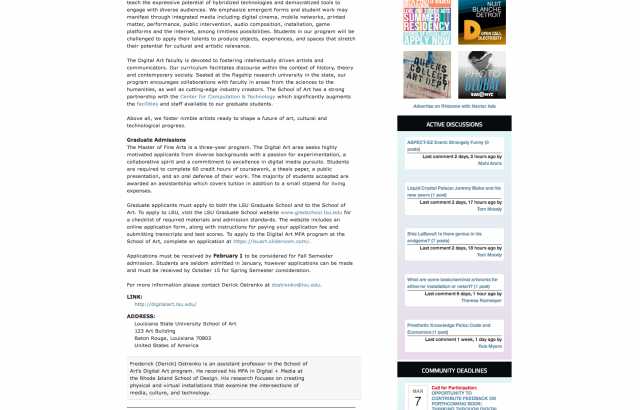 teach the expressive potential of hybridized technologies and democratized tools to
engage with diverse audiences. We emphasize emergent forms and student work may
manifest through integrated media including digital cinema, mobile networks, printed
matter, performance, public intervention, audio composition, installation, game
platforms and the internet, among limitless possibilities. Students in our program will be
challenged to apply their talents to produce objects, experiences, and spaces that stretch
their potential for cultural and artistic relevance.
The Digital Art faculty is devoted to fostering intellectually driven artists and
communicators. Our curriculum facilitates discourse within the context of history, theory
and contemporary society. Seated at the flagship research university in the state, our
program encourages collaborations with faculty in areas from the sciences to the
humanities, as well as cutting-edge industry creators. The School of Art has a strong
partnership with the Center for Computation & Technology which significantly augments
the facilities and staff available to our graduate students.
Above all, we foster nimble artists ready to shape a future of art, cultural and
technological progress.
Graduate Admissions
The Master of Fine Arts is a three-year program. The Digital Art area seeks highly
motivated applicants from diverse backgrounds with a passion for experimentation, a
collaborative spirit and a commitment to excellence in digital media pursuits. Students
are required to complete 60 credit hours of coursework, a thesis paper, a public
presentation, and an oral defense of their work. The majority of students accepted are
awarded an assistantship which covers tuition in addition to a small stipend for living
expenses.
Graduate applicants must apply to both the LSU Graduate School and to the School of
Art. To apply to LSU, visit the LSU Graduate School website www.gradschool.lsu.edu for
a checklist of required materials and admission standards. The website includes an
online application form, along with instructions for paying your application fee and
submitting transcripts and test scores. To apply to the Digital Art MFA program at the
School of Art, complete an application at https://lsuart.slideroom.com/.
Applications must be received by February 1 to be considered for Fall Semester
admission. Students are seldom admitted in January, however applications can be made
and must be received by October 15 for Spring Semester consideration.
For more information please contact Derick Ostrenko at dostrenko@lsu.edu.
LINK:
http://digitalart.lsu.edu/
ADDRESS:
Louisiana State University School of Art
123 Art Building
Baton Rouge, Louisiana 70803
United States of America
Frederick (Derick) Ostrenko is an assistant professor in the School of
Art's Digital Art program. He received his MFA in Digital + Media at
the Rhode Island School of Design. His research focuses on creating
physical and virtual installations that examine the intersections of
media, culture, and technology.
SUMMER
RESIDENCY
APPLY NOW
NUIT
BLANCHE
DETROIT
OPEN CALL
DLECTRICITY
QUEENS
COLLEGE
ART DEPT
PHOTO
GLOBAL
SVA@NYC
Advertise on Rhizome with Nectar Ads
ACTIVE DISCUSSIONS
ASPECT-EZ Event: Strangely Funny (0
posts)
Last comment 2 days, 5 hours ago by
Liquid Crystal Palace: Jeremy Blake and his
new peers (1 post)
Last comment 2 days, 17 hours ago by
Tom Moody
Shia LaBeouf: is there genius in his
endgame? (7 posts)
Last comment 2 days, 18 hours ago by
Tom Moody
What are some taxidu/seminal artworks for
either/or installation or retort? (1 post)
Last comment 6 days, 1 hour ago by
Theresa Ramseyer
Prosthetic Knowledge Picks: Code and
Economics (1 post)
Last comment 1 week, 1 day ago by
Rob Myers
COMMUNITY DEADLINES
MAR
7
Call for Participation:
OPPORTUNITY TO
CONTRIBUTE FEEDBACK ON
FORTHCOMING BOOK:
THINKING THROUGH DIGITAL